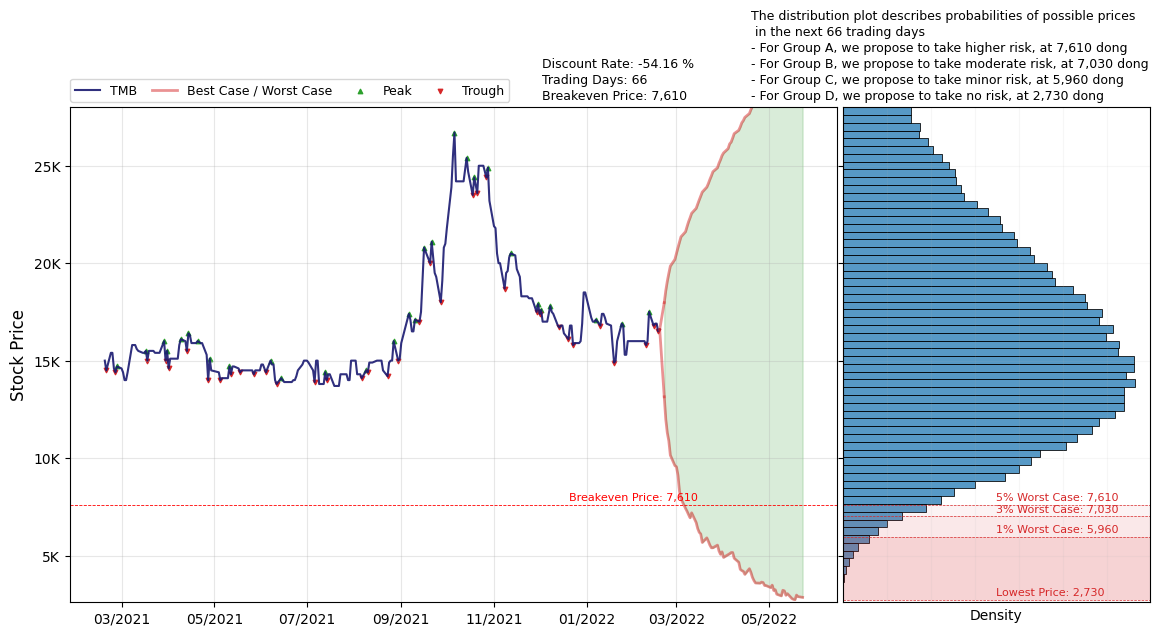 The distribution plot describes probabilities of possible prices
in the next 66 trading days
- For Group A, we propose to take higher risk, at 7,610 dong
- For Group B, we propose to take moderate risk, at 7,030 dong
- For Group C, we propose to take minor risk, at 5,960 dong
- For Group D, we propose to take no risk, at 2,730 dong
Discount Rate: -54.16 %
Trading Days: 66
Breakeven Price: 7,610
TMB
Best Case / Worst Case
Peak
Trough
Stock Price
25K
20K
15K
10K
5K
Breakeven Price: 7,610
5% Worst Case: 7,610
3% Worst Case: 7,030
1% Worst Case: 5,960
Lowest Price: 2,730
03/2021
05/2021
07/2021
09/2021
11/2021
01/2022
03/2022
05/2022
Density